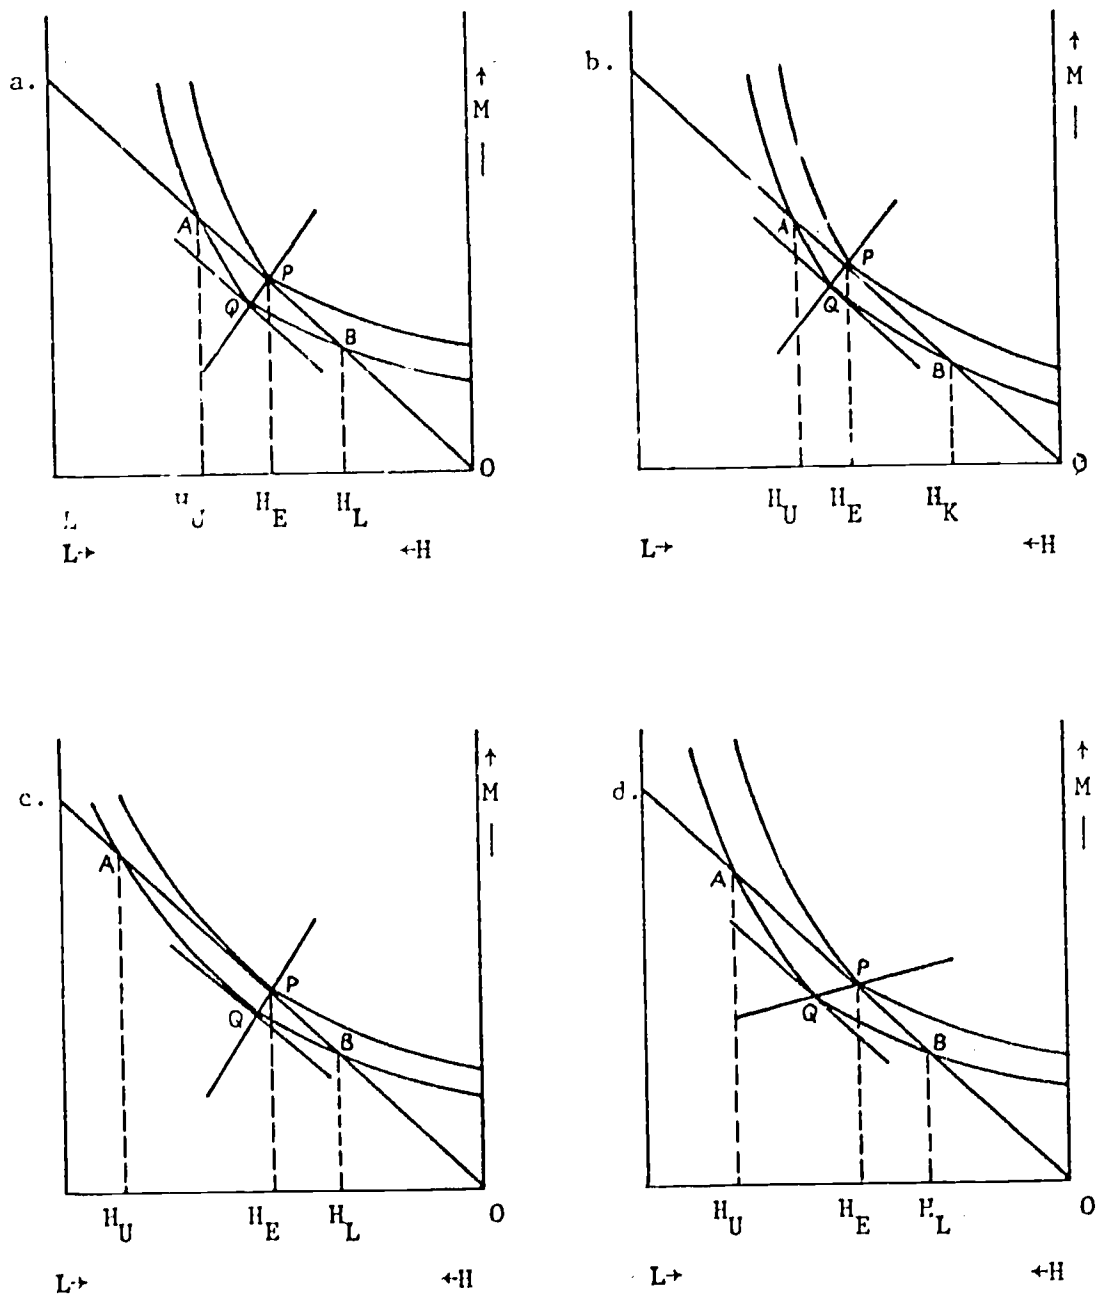 a.
↑
M
|
A
P
Q
B
O
H_E H_L
L
L→ ←H
b.
↑
M
|
A
P
Q
B
O
H_U H_E H_K
L→ ←H
c.
↑
M
|
A
P
Q
B
H_U H_E H_L O
L→ ←H
d.
↑
M
|
A
P
Q
B
H_U H_E H_L O
L→ ←H